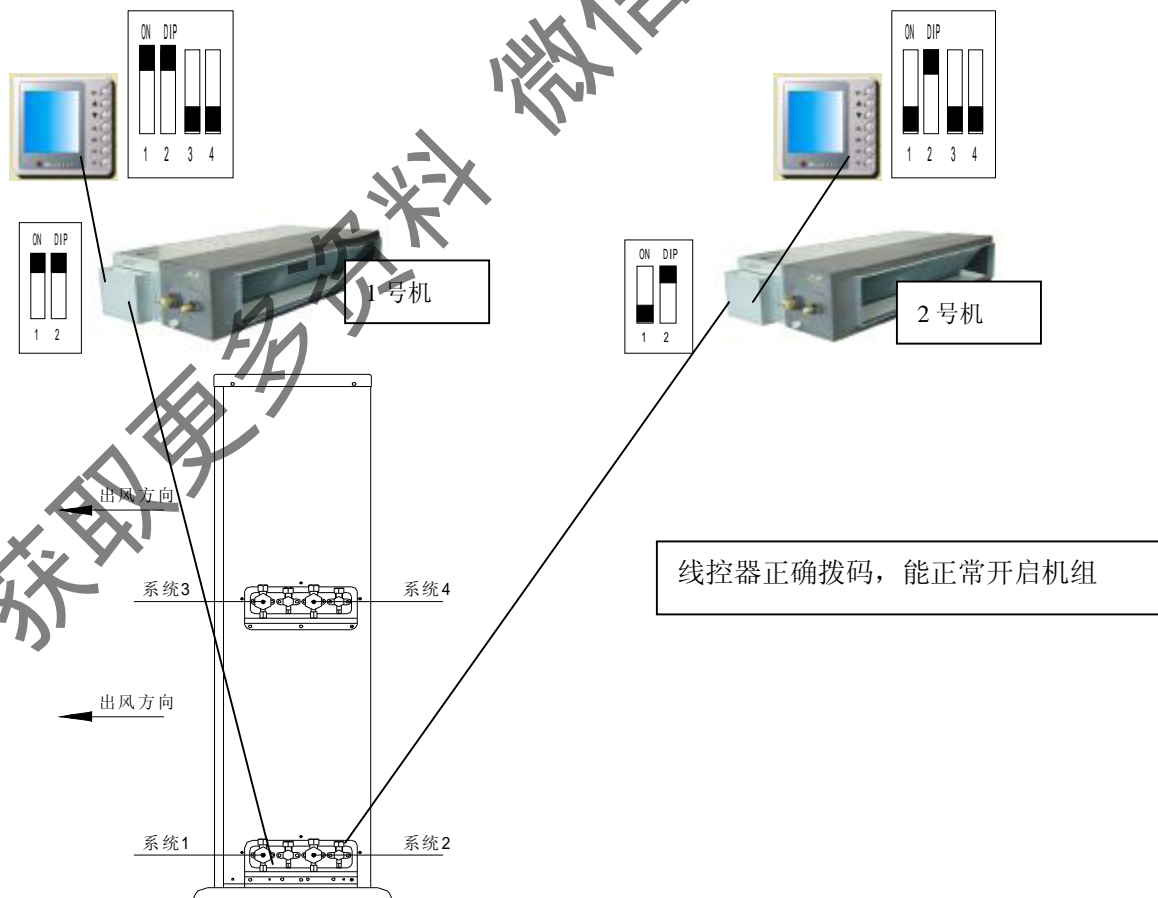 ON DIP
1 2 3 4
ON DIP
1 2 3 4
ON DIP
1 2
1 号机
ON DIP
1 2
2 号机
出风方向
系统3
系统4
线控器正确拨码，能正常开启机组
出风方向
系统1
系统2
获取更多资料 微信